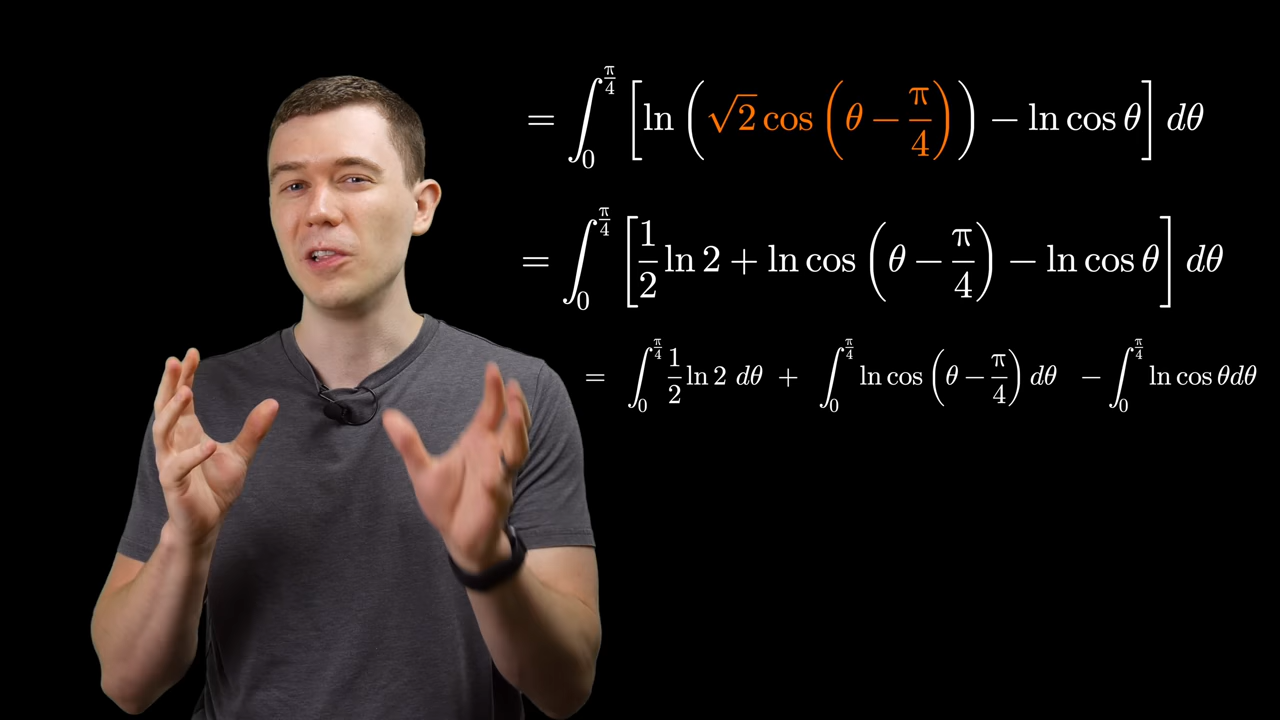 = ∫₀^{π/4} [ln (√2 cos (θ − π/4)) − ln cos θ] dθ
= ∫₀^{π/4} [1/2 ln 2 + ln cos (θ − π/4) − ln cos θ] dθ
= ∫₀^{π/4} 1/2 ln 2 dθ + ∫₀^{π/4} ln cos (θ − π/4) dθ − ∫₀^{π/4} ln cos θdθ